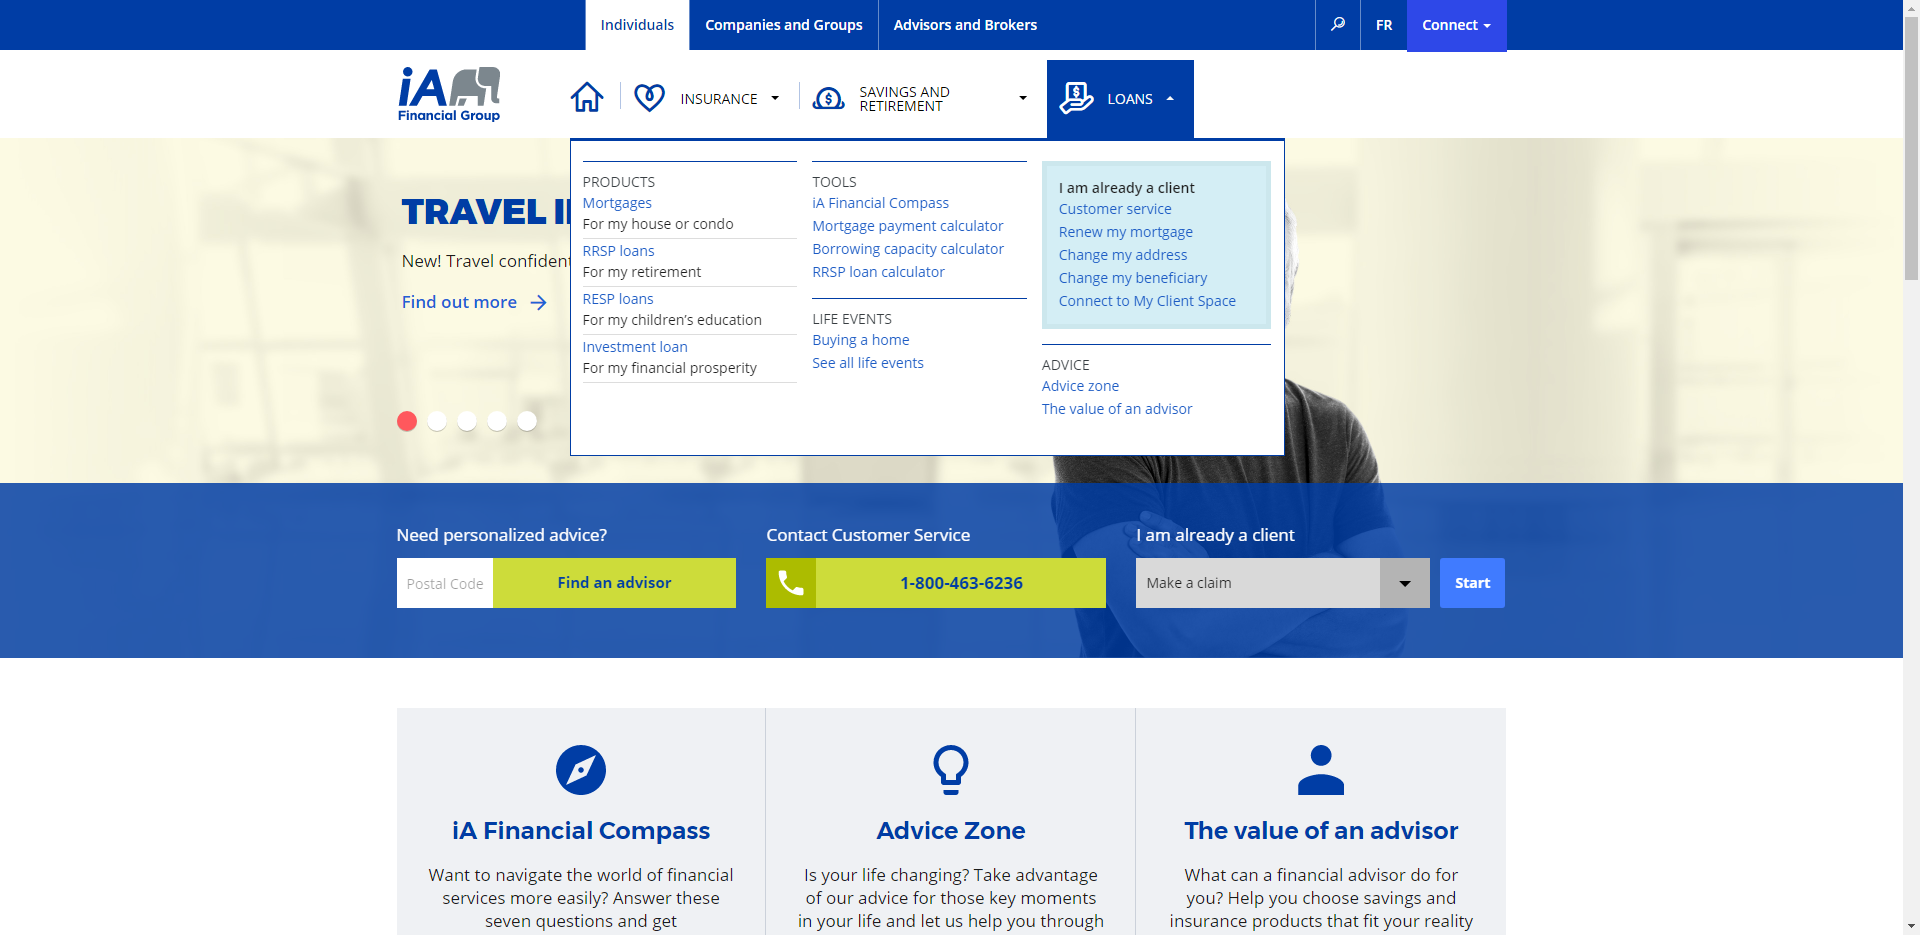 Individuals
Companies and Groups
Advisors and Brokers
FR
Connect
iA
Financial Group
INSURANCE
SAVINGS AND
RETIREMENT
LOANS
TRAVEL
New! Travel confident
Find out more
PRODUCTS
Mortgages
For my house or condo
RRSP loans
For my retirement
RESP loans
For my children’s education
Investment loan
For my financial prosperity
TOOLS
iA Financial Compass
Mortgage payment calculator
Borrowing capacity calculator
RRSP loan calculator
LIFE EVENTS
Buying a home
See all life events
I am already a client
Customer service
Renew my mortgage
Change my address
Change my beneficiary
Connect to My Client Space
ADVICE
Advice zone
The value of an advisor
Need personalized advice?
Postal Code
Find an advisor
Contact Customer Service
1-800-463-6236
I am already a client
Make a claim
Start
iA Financial Compass
Want to navigate the world of financial
services more easily? Answer these
seven questions and get
Advice Zone
Is your life changing? Take advantage
of our advice for those key moments
in your life and let us help you through
The value of an advisor
What can a financial advisor do for
you? Help you choose savings and
insurance products that fit your reality